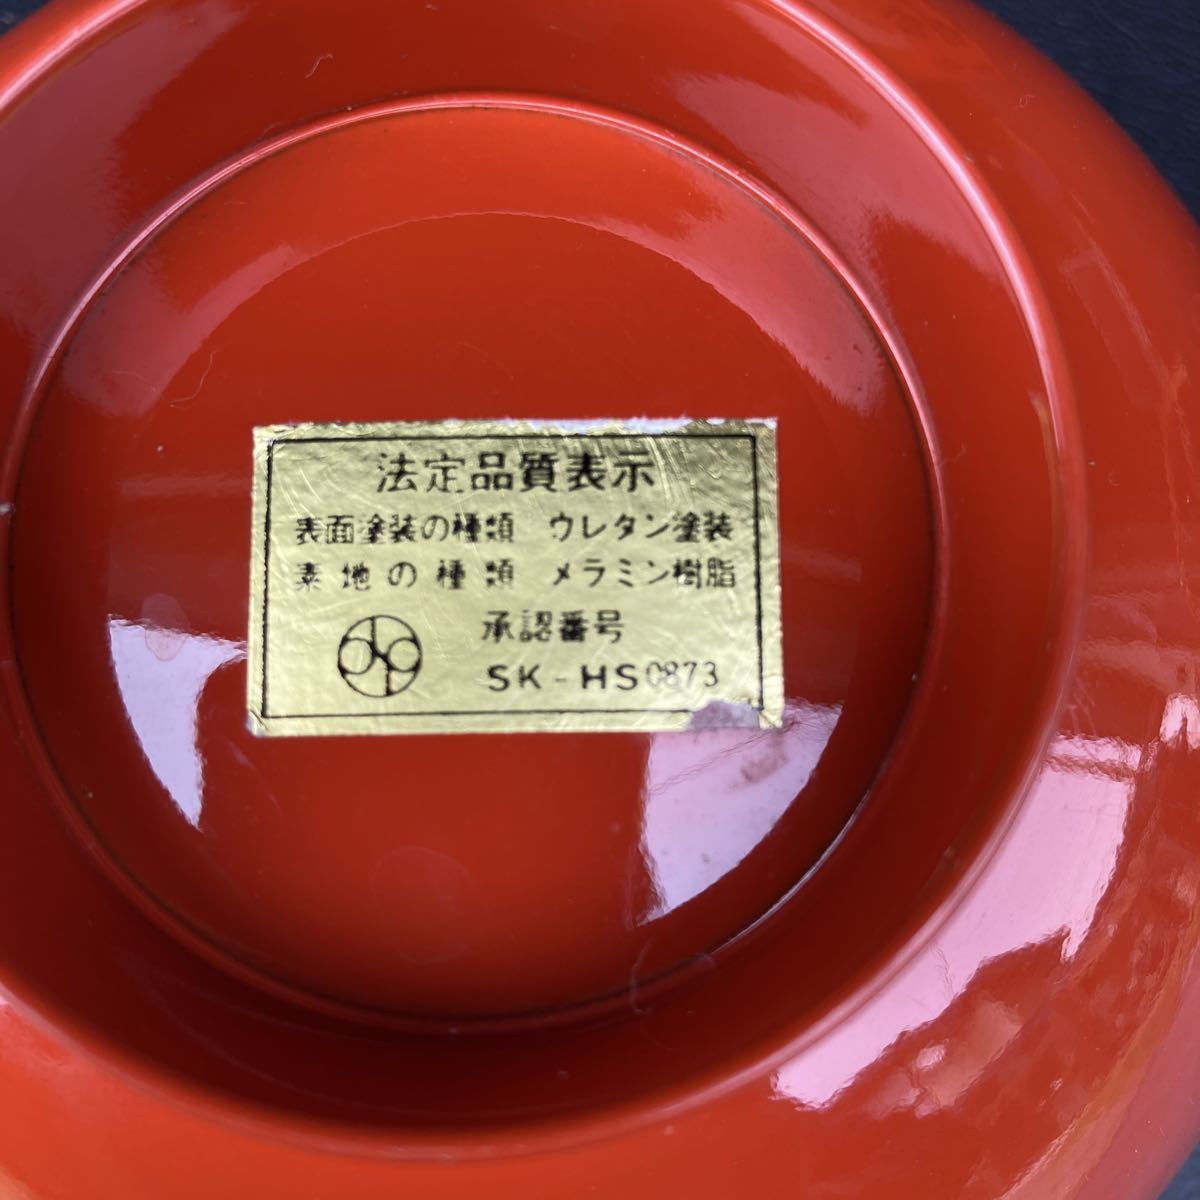 法定品質表示
表面塗装の種類 ウレタン塗装
素地の種類 メラミン樹脂
承認番号
SK-HS0873